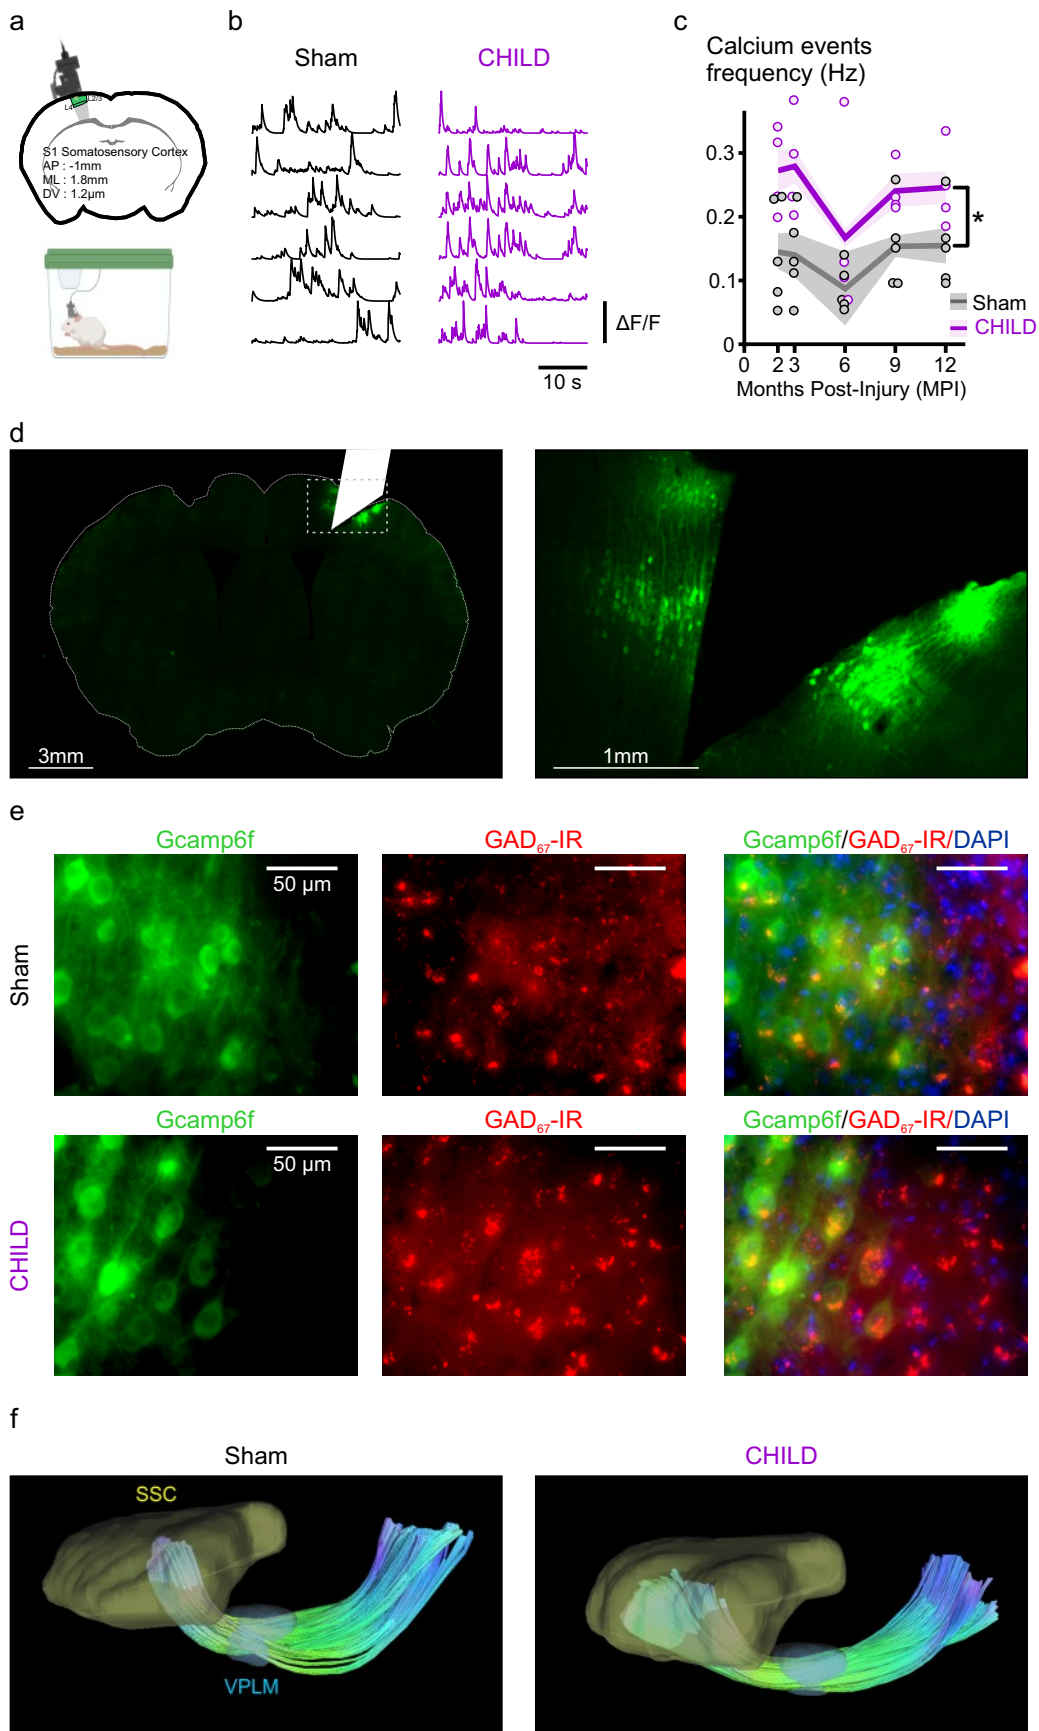 a
L2/3
L4
S1 Somatosensory Cortex
AP : -1mm
ML : 1.8mm
DV : 1.2µm
b
Sham
CHILD
ΔF/F
10 s
c
Calcium events
frequency (Hz)
0.3
0.2
0.1
0
0 2 3 6 9 12
Months Post-Injury (MPI)
*
Sham
CHILD
d
3mm
1mm
e
Gcamp6f
GAD67-IR
Gcamp6f/GAD67-IR/DAPI
50 µm
Sham
Gcamp6f
GAD67-IR
Gcamp6f/GAD67-IR/DAPI
50 µm
CHILD
f
Sham
CHILD
SSC
VPLM